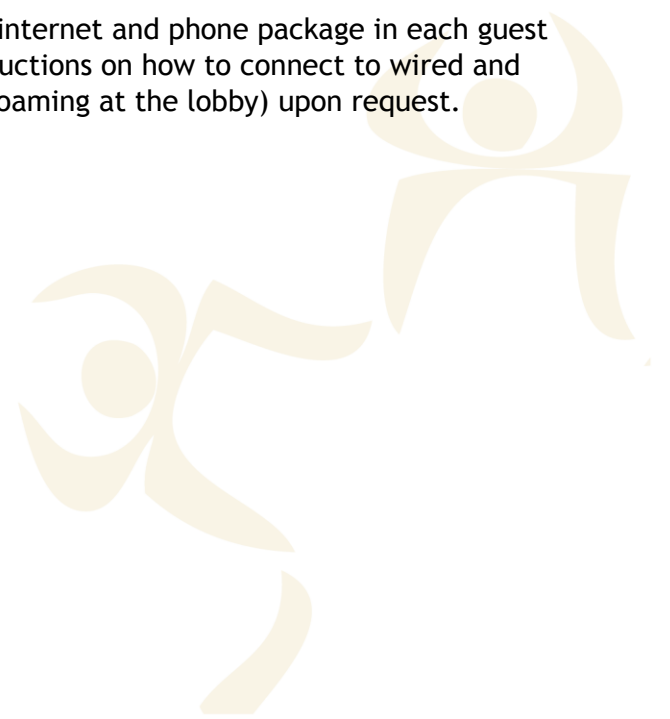 internet and phone package in each guest
uctions on how to connect to wired and
oaming at the lobby) upon request.